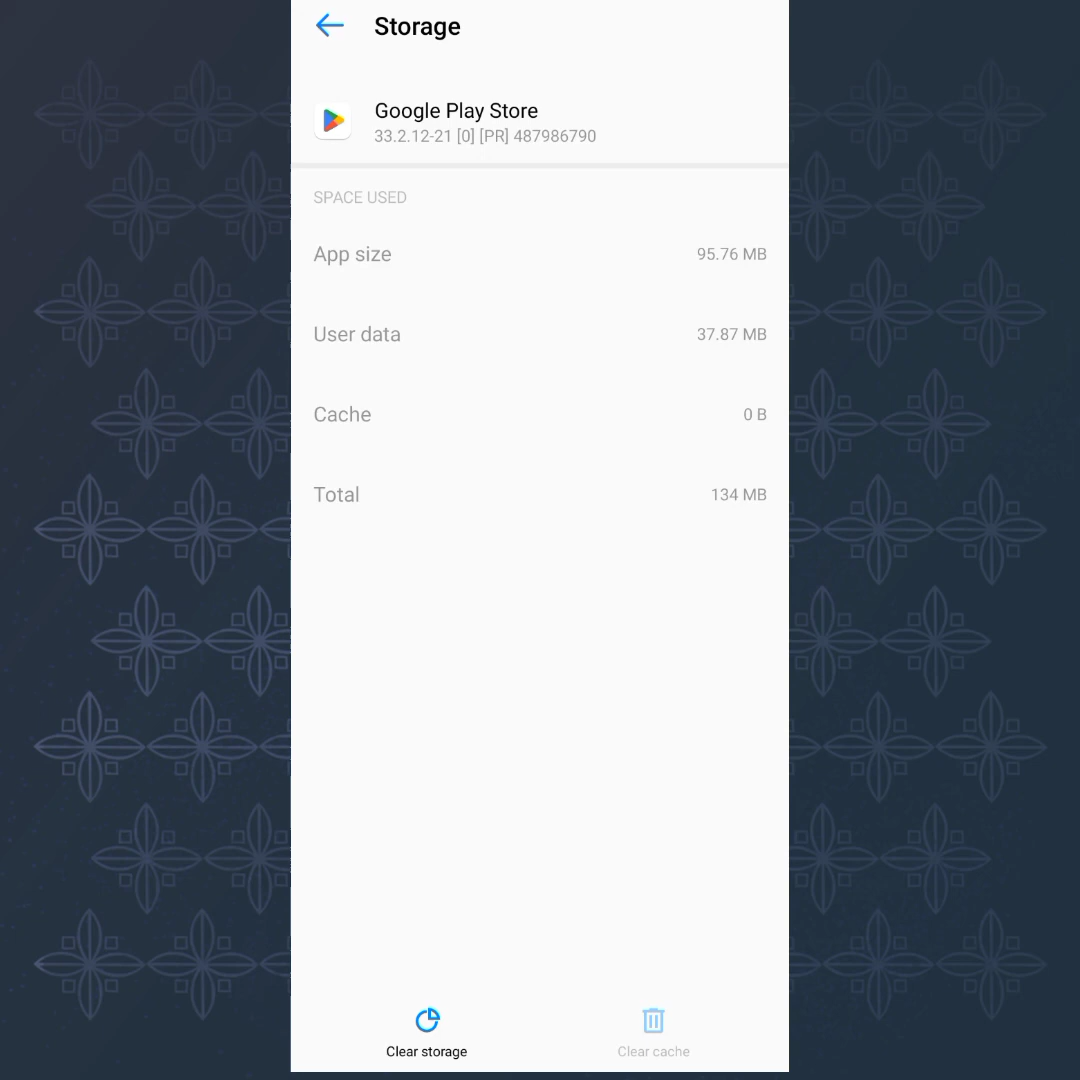 Storage
Google Play Store
33.2.12-21 [0] [PR] 487986790
SPACE USED
App size 95.76 MB
User data 37.87 MB
Cache 0 B
Total 134 MB
Clear storage Clear cache